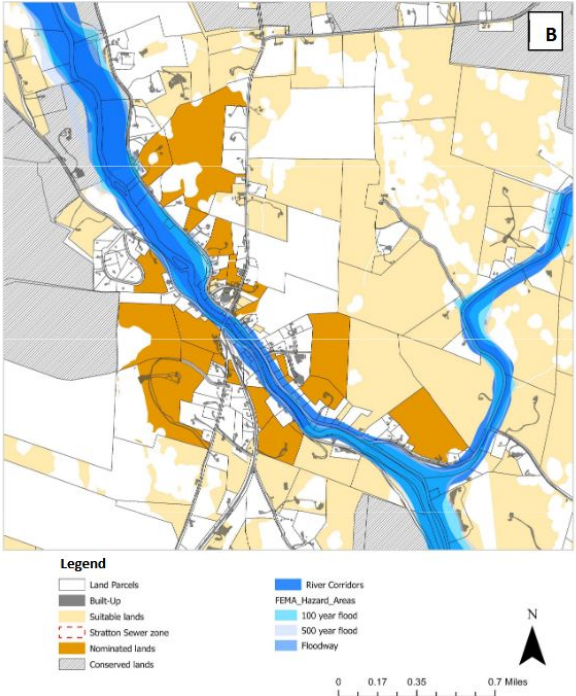 B
Legend
Land Parcels
Built-Up
Suitable lands
Stratton Sewer zone
Nominated lands
Conserved lands
River Corridors
FEMA_Hazard_Areas
100 year flood
500 year flood
Floodway
N
0 0.17 0.35 0.7 Miles